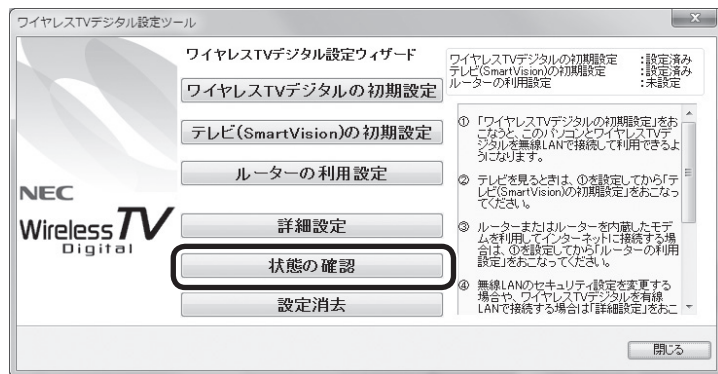 ワイヤレスTVデジタル設定ツール
ワイヤレスTVデジタル設定ウィザード
ワイヤレスTVデジタルの初期設定
テレビ(SmartVision)の初期設定
ルーターの利用設定
詳細設定
状態の確認
設定消去
NEC
Wireless TV
Digital
ワイヤレスTVデジタルの初期設定 :設定済み
テレビ(SmartVision)の初期設定 :設定済み
ルーターの利用設定 :未設定
① 「ワイヤレスTVデジタルの初期設定」をお
こなうと、このパソコンとワイヤレスTVデ
ジタルを無線LANで接続して利用できるよ
うになります。
② テレビを見るときは、①を設定してから「テ
レビ(SmartVision)の初期設定」をおこなっ
てください。
③ ルーターまたはルーターを内蔵したモデ
ムを利用してインターネットに接続する場
合は、①を設定してから「ルーターの利用
設定」をおこなってください。
④ 無線LANのセキュリティ設定を変更する
場合や、ワイヤレスTVデジタルを有線
LANで接続する場合は「詳細設定」をおこ
閉じる